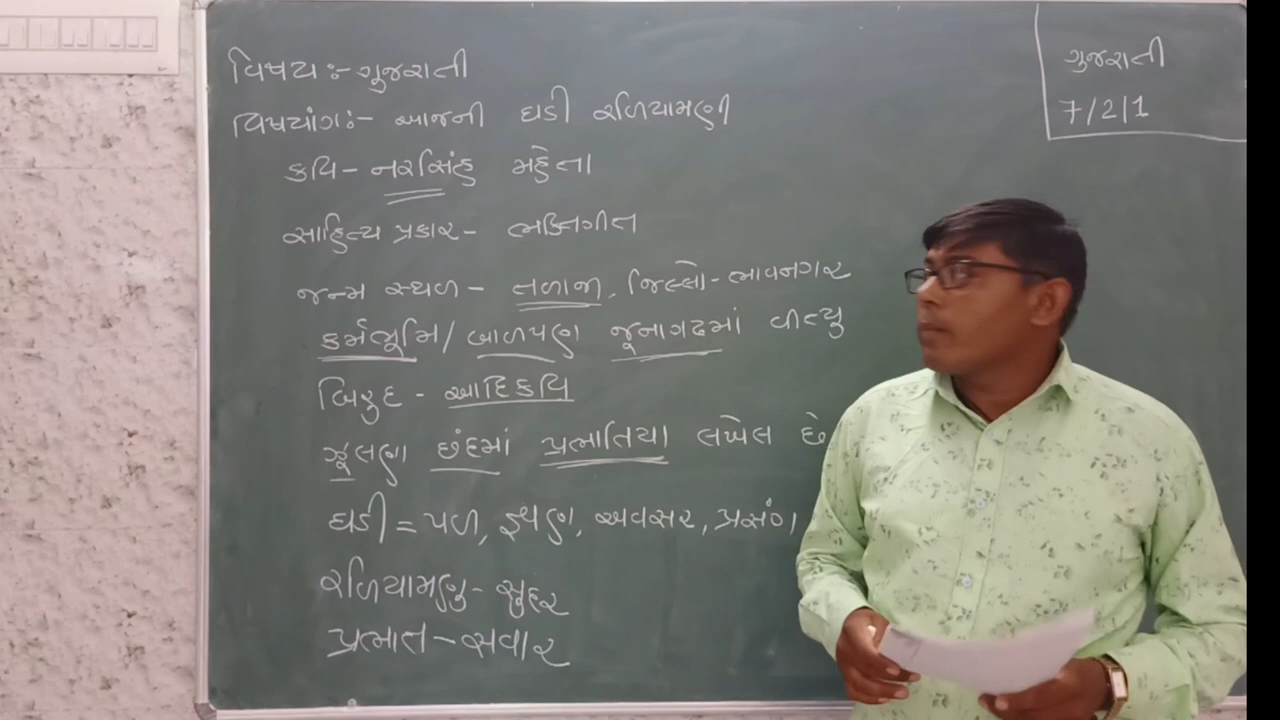 વિષય:- ગુજરાતી
વિષયાંગ:- આજની ઘડી રળિયામણી
કવિ- નરસિંહ મહેતા
સાહિત્ય પ્રકાર- ભક્તિગીત
જન્મ સ્થળ- તળાજા, જિલ્લો- ભાવનગર
કર્મભૂમિ/બાળપણ જૂનાગઢમાં વીત્યુ
બિરુદ - આદિકવિ
ઝૂલણા છંદમાં પ્રભાતિયા લખેલ છે
ઘડી = પળ, ક્ષણ, અવસર, પ્રસંગ
રળિયામણુ - સુંદર
પ્રભાત - સવાર
ગુજરાતી
7/2/1